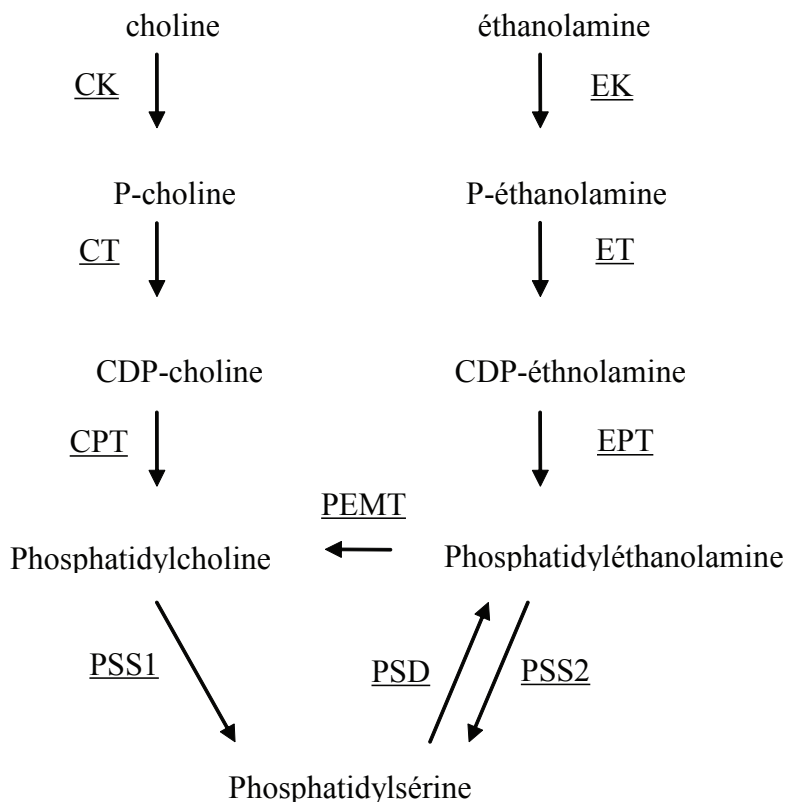 choline éthanolamine
CK EK
P-choline P-éthanolamine
CT ET
CDP-choline CDP-éthnolamine
CPT EPT
PEMT
Phosphatidylcholine Phosphatidyléthanolamine
PSS1 PSD PSS2
Phosphatidylsérine